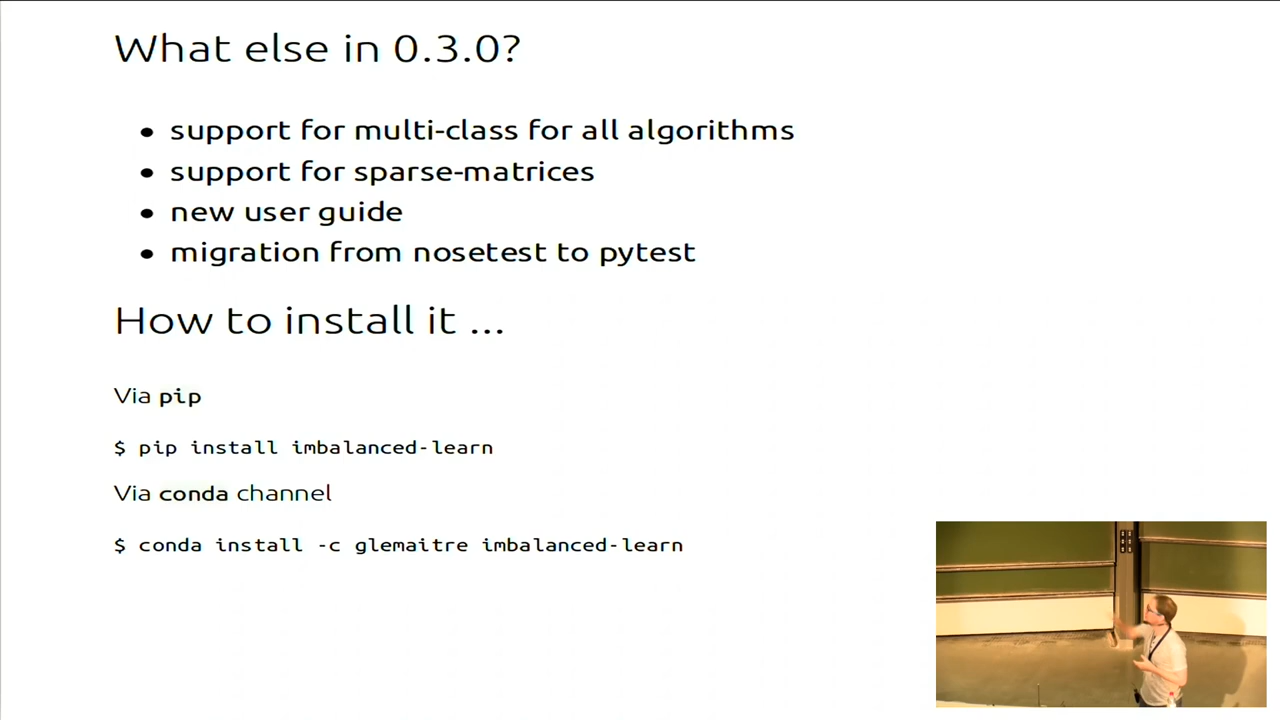 What else in 0.3.0?
• support for multi-class for all algorithms
• support for sparse-matrices
• new user guide
• migration from nosetest to pytest
How to install it ...
Via pip
$ pip install imbalanced-learn
Via conda channel
$ conda install -c glemaitre imbalanced-learn